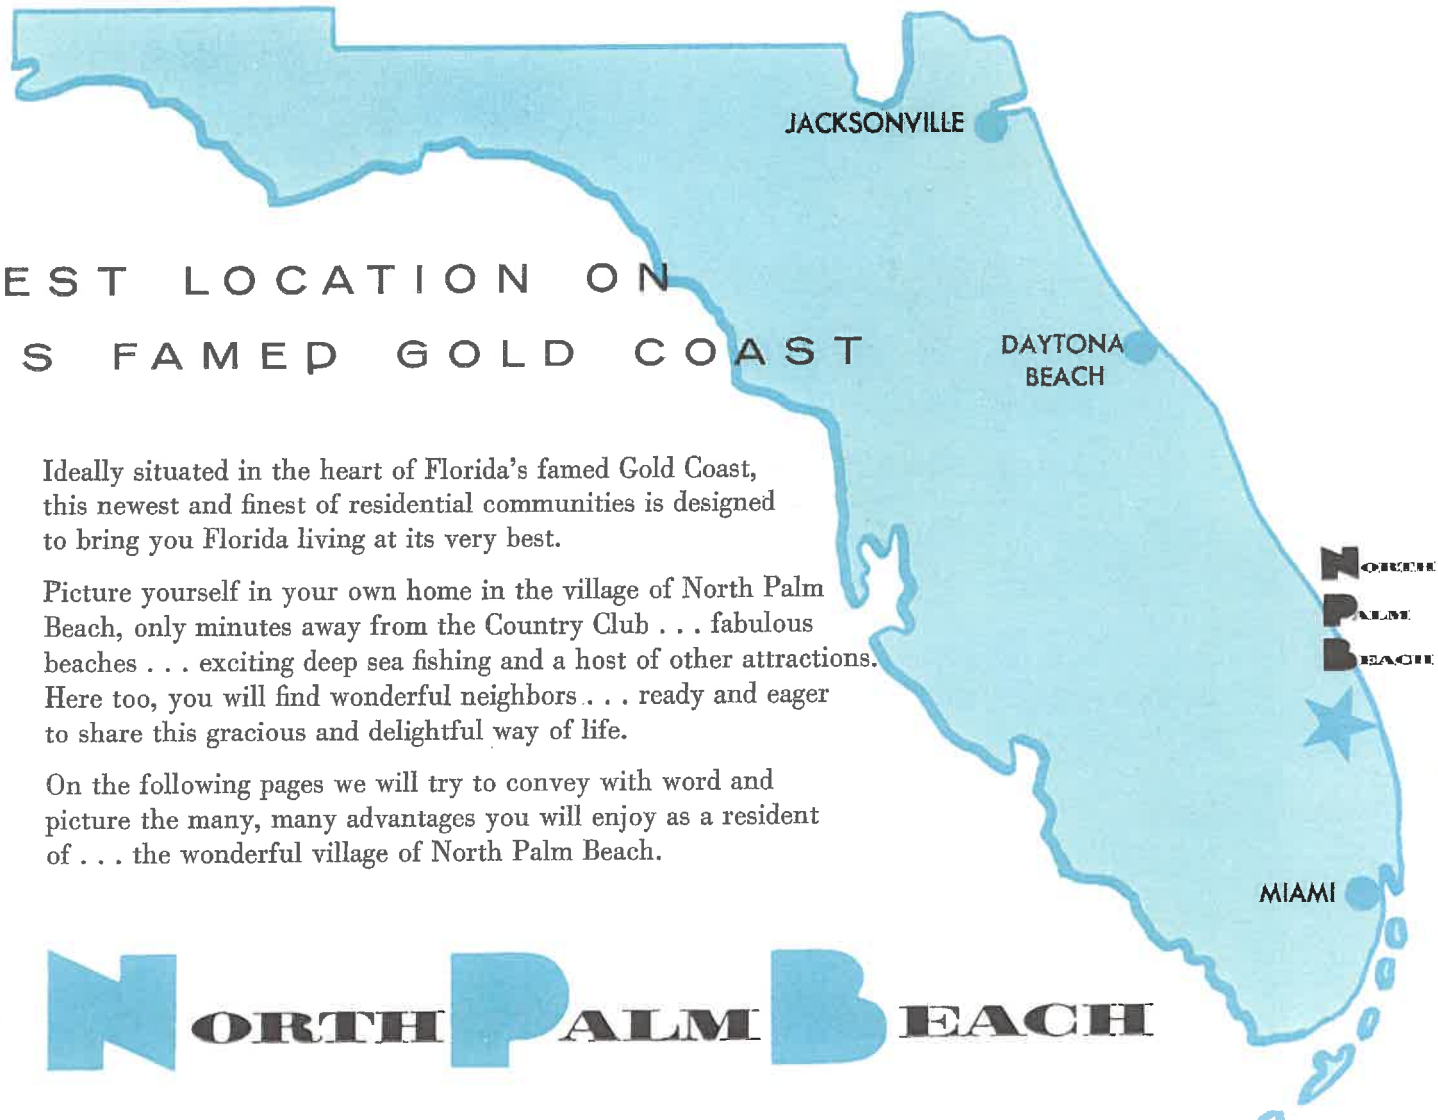 JACKSONVILLE
EST LOCATION ON
S FAMED GOLD COAST
DAYTONA
BEACH
Ideally situated in the heart of Florida's famed Gold Coast,
this newest and finest of residential communities is designed
to bring you Florida living at its very best.
Picture yourself in your own home in the village of North Palm
Beach, only minutes away from the Country Club . . . fabulous
beaches . . . exciting deep sea fishing and a host of other attractions.
Here too, you will find wonderful neighbors . . . ready and eager
to share this gracious and delightful way of life.
On the following pages we will try to convey with word and
picture the many, many advantages you will enjoy as a resident
of . . . the wonderful village of North Palm Beach.
NORTH
PALM
BEACH
MIAMI
NORTH PALM BEACH